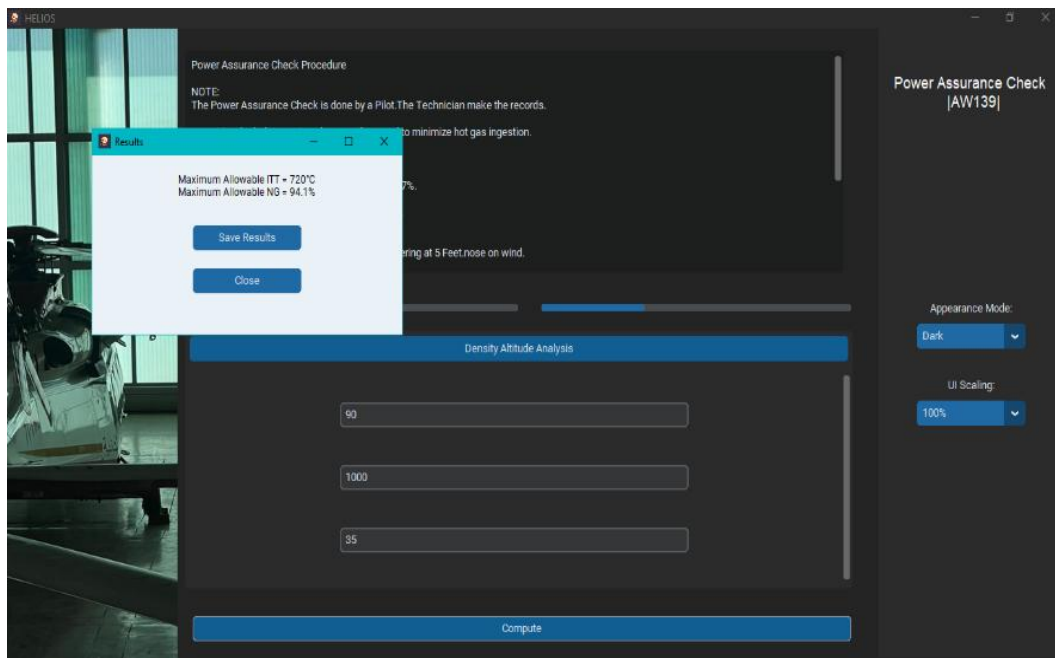 HELIOS
Power Assurance Check Procedure
NOTE:
The Power Assurance Check is done by a Pilot.The Technician make the records.
to minimize hot gas ingestion.
7%.
ering at 5 Feet.nose on wind.
Results
Maximum Allowable ITT = 720°C
Maximum Allowable NG = 94.1%
Save Results
Close
Density Altitude Analysis
90
1000
35
Compute
Power Assurance Check
|AW139|
Appearance Mode:
Dark
UI Scaling:
100%